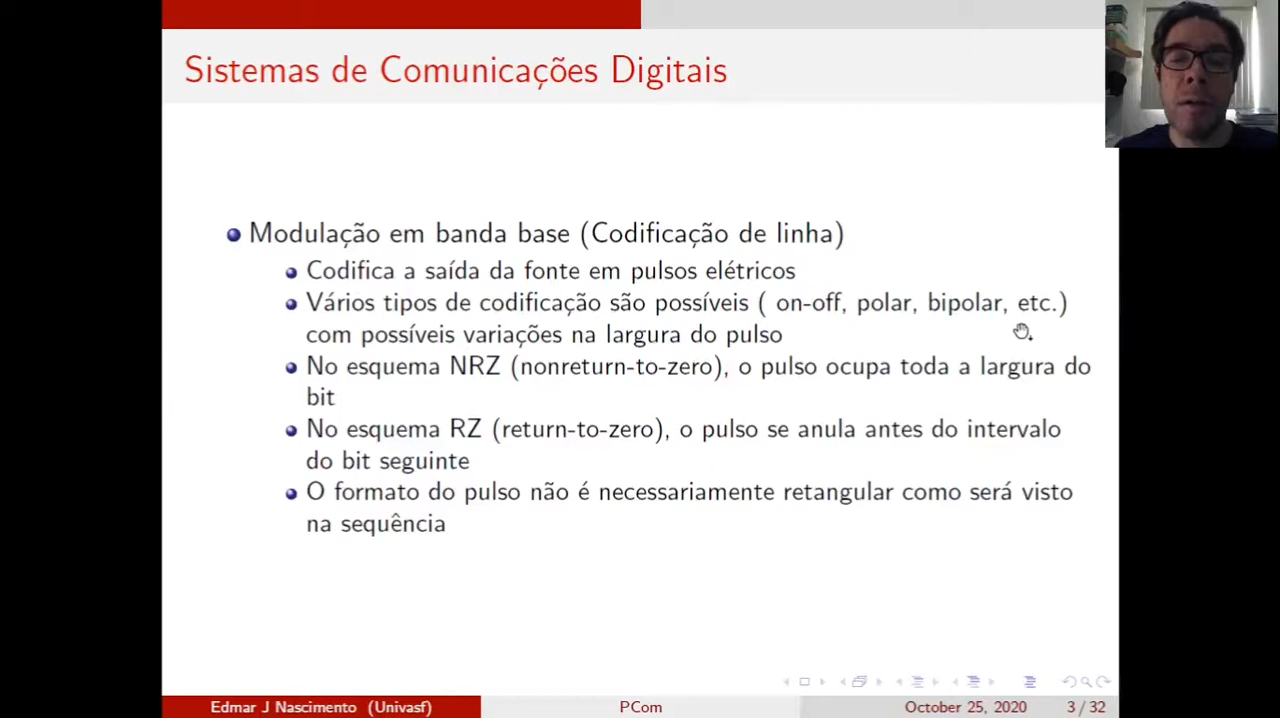 Sistemas de Comunicações Digitais
Modulação em banda base (Codificação de linha)
Codifica a saída da fonte em pulsos elétricos
Vários tipos de codificação são possíveis ( on-off, polar, bipolar, etc.)
com possíveis variações na largura do pulso
No esquema NRZ (nonreturn-to-zero), o pulso ocupa toda a largura do
bit
No esquema RZ (return-to-zero), o pulso se anula antes do intervalo
do bit seguinte
O formato do pulso não é necessariamente retangular como será visto
na sequência
Edmar J Nascimento (Univasf) PCom October 25, 2020 3 / 32